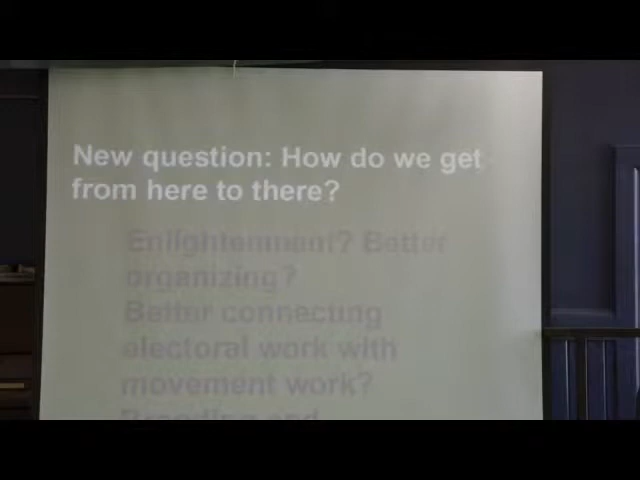 New question: How do we get
from here to there?
Enlightenment? Better
organizing?
Better connecting
electoral work with
movement work?